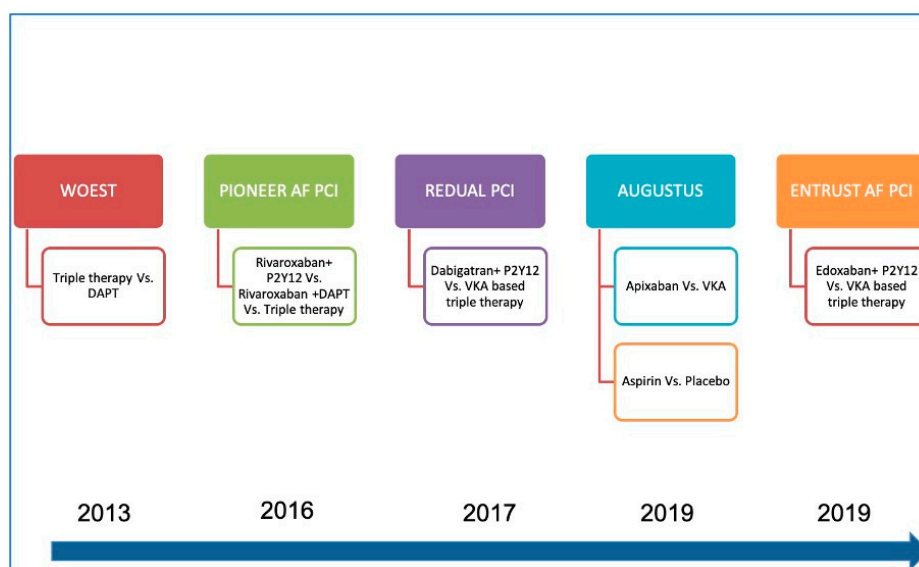 WOEST
PIONEER AF PCI
REDUAL PCI
AUGUSTUS
ENTRUST AF PCI
Triple therapy Vs.
DAPT
Rivaroxaban+
P2Y12 Vs.
Rivaroxaban +DAPT
Vs. Triple therapy
Dabigatran+ P2Y12
Vs. VKA based
triple therapy
Apixaban Vs. VKA
Edoxaban+ P2Y12
Vs. VKA based
triple therapy
Aspirin Vs. Placebo
2013
2016
2017
2019
2019